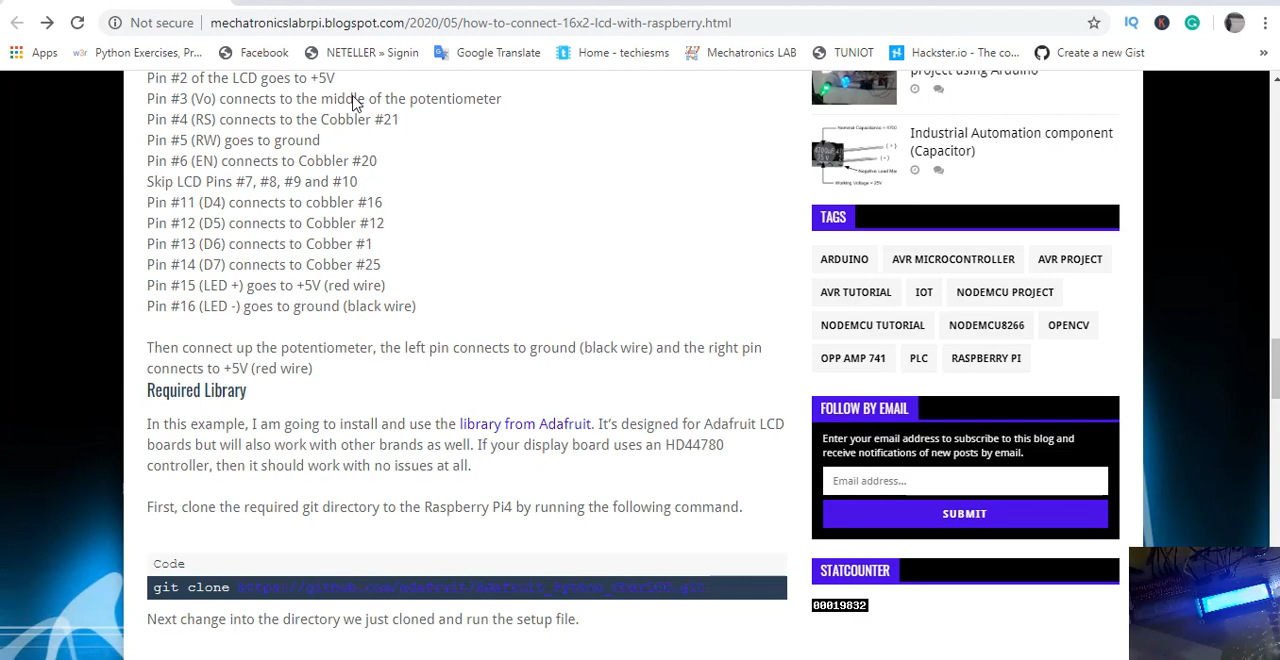 Not secure | mechatronicslabrpi.blogspot.com/2020/05/how-to-connect-16x2-lcd-with-raspberry.html
Apps Python Exercises, Pr... Facebook NETELLER » Signin Google Translate Home - techiesms Mechatronics LAB TUNIOT Hackster.io - The co... Create a new Gist »
Pin #2 of the LCD goes to +5V
Pin #3 (Vo) connects to the middle of the potentiometer
Pin #4 (RS) connects to the Cobbler #21
Pin #5 (RW) goes to ground
Pin #6 (EN) connects to Cobbler #20
Skip LCD Pins #7, #8, #9 and #10
Pin #11 (D4) connects to cobbler #16
Pin #12 (D5) connects to Cobbler #12
Pin #13 (D6) connects to Cobber #1
Pin #14 (D7) connects to Cobber #25
Pin #15 (LED +) goes to +5V (red wire)
Pin #16 (LED -) goes to ground (black wire)
Then connect up the potentiometer, the left pin connects to ground (black wire) and the right pin
connects to +5V (red wire)
Required Library
In this example, I am going to install and use the library from Adafruit. It's designed for Adafruit LCD
boards but will also work with other brands as well. If your display board uses an HD44780
controller, then it should work with no issues at all.
First, clone the required git directory to the Raspberry Pi4 by running the following command.
Code
git clone https://github.com/adafruit/Adafruit_Python_CharLCD.git
Next change into the directory we just cloned and run the setup file.
project using Arduino
Industrial Automation component
(Capacitor)
TAGS
ARDUINO AVR MICROCONTROLLER AVR PROJECT
AVR TUTORIAL IOT NODEMCU PROJECT
NODEMCU TUTORIAL NODEMCU8266 OPENCV
OPP AMP 741 PLC RASPBERRY PI
FOLLOW BY EMAIL
Enter your email address to subscribe to this blog and
receive notifications of new posts by email.
Email address...
SUBMIT
STATCOUNTER
00019832